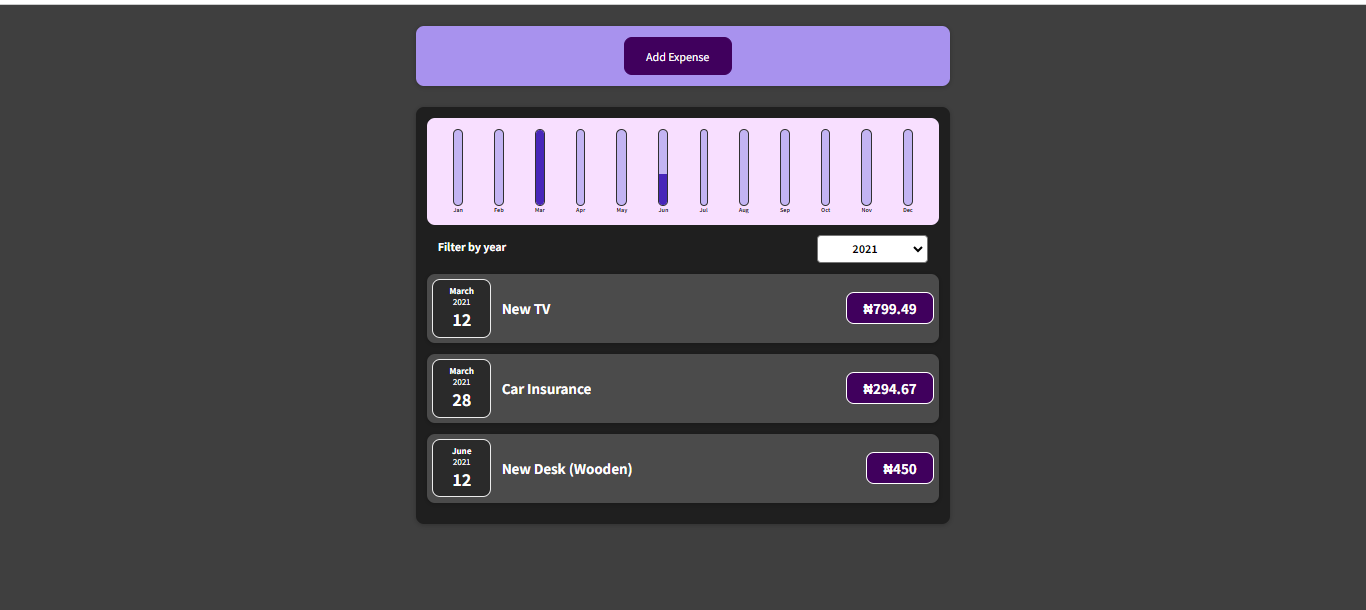 Add Expense
Jan Feb Mar Apr May Jun Jul Aug Sep Oct Nov Dec
Filter by year 2021
March
2021
12
New TV
₦799.49
March
2021
28
Car Insurance
₦294.67
June
2021
12
New Desk (Wooden)
₦450